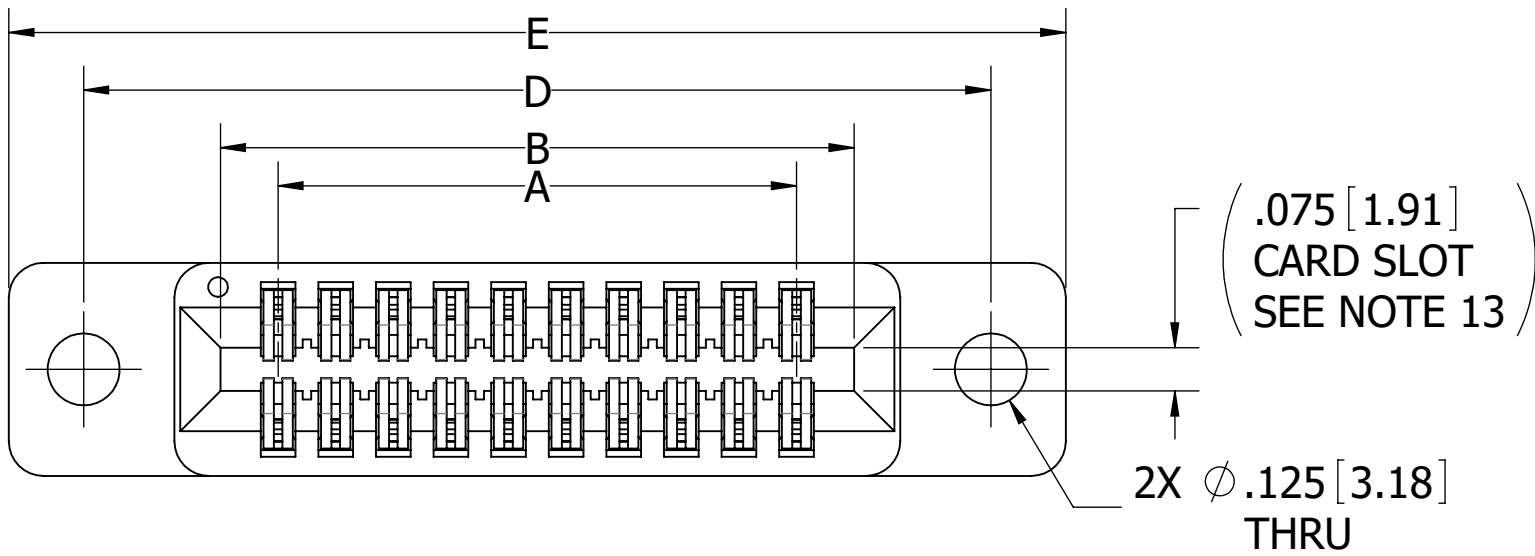 E
D
B
A
.075 [1.91]
CARD SLOT
SEE NOTE 13
2X ∅ .125 [3.18]
THRU